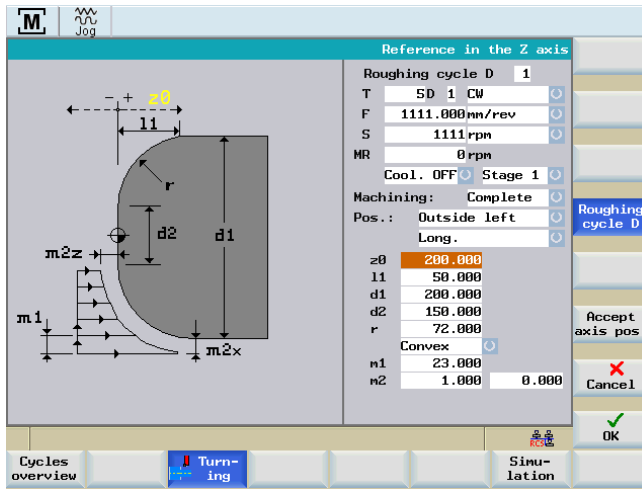 M
Jog
Reference in the Z axis
- + z0
l1
r
d2
d1
m2z
m1
m2x
Roughing cycle D 1
T 5 D 1 CW
F 1111.000 mm/rev
S 1111 rpm
MR 0 rpm
Cool. OFF Stage 1
Machining: Complete
Pos.: Outside left
Long.
z0 200.000
l1 50.000
d1 200.000
d2 150.000
r 72.000
Convex
m1 23.000
m2 1.000 0.000
Roughing
cycle D
Accept
axis pos
Cancel
OK
RCS
Cycles
overview
Turn-
ing
Simu-
lation